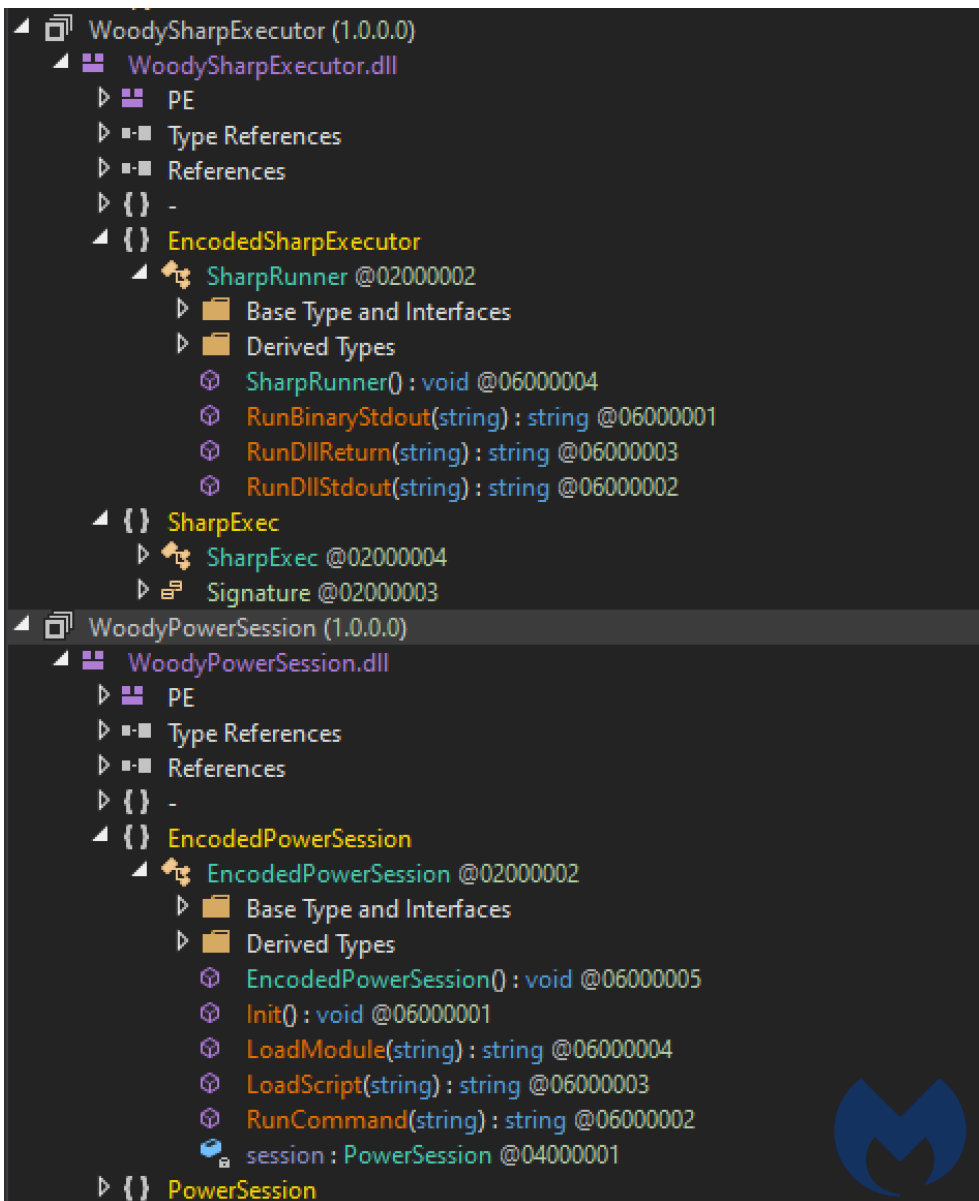 WoodySharpExecutor (1.0.0.0)
WoodySharpExecutor.dll
PE
Type References
References
{ } -
{ } EncodedSharpExecutor
SharpRunner @02000002
Base Type and Interfaces
Derived Types
SharpRunner() : void @06000004
RunBinaryStdout(string) : string @06000001
RunDllReturn(string) : string @06000003
RunDllStdout(string) : string @06000002
{ } SharpExec
SharpExec @02000004
Signature @02000003
WoodyPowerSession (1.0.0.0)
WoodyPowerSession.dll
PE
Type References
References
{ } -
{ } EncodedPowerSession
EncodedPowerSession @02000002
Base Type and Interfaces
Derived Types
EncodedPowerSession() : void @06000005
Init() : void @06000001
LoadModule(string) : string @06000004
LoadScript(string) : string @06000003
RunCommand(string) : string @06000002
session : PowerSession @04000001
{ } PowerSession